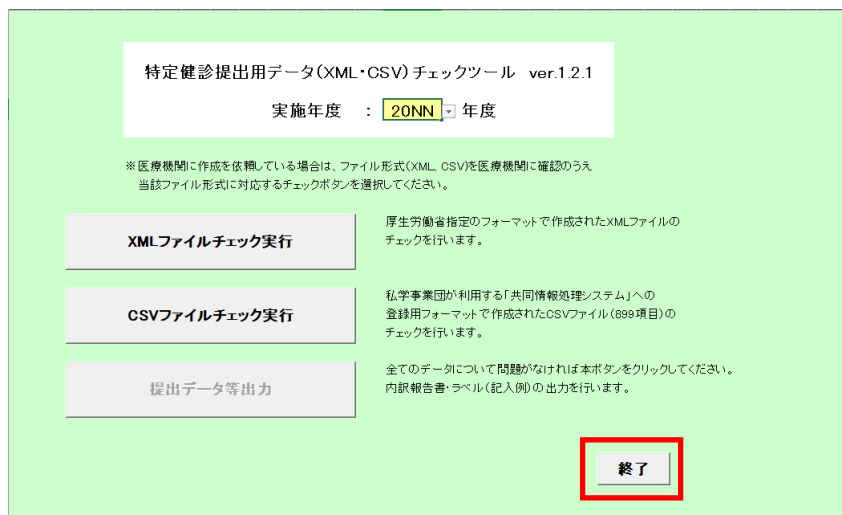 特定健診提出用データ(XML・CSV)チェックツール ver.1.2.1
実施年度 : 20NN 年度
※医療機関に作成を依頼している場合は、ファイル形式(XML、CSV)を医療機関に確認のうえ
当該ファイル形式に対応するチェックボタンを選択してください。
XMLファイルチェック実行
厚生労働省指定のフォーマットで作成されたXMLファイルの
チェックを行います。
CSVファイルチェック実行
私学事業団が利用する「共同情報処理システム」への
登録用フォーマットで作成されたCSVファイル(899項目)の
チェックを行います。
提出データ等出力
全てのデータについて問題がなければ本ボタンをクリックしてください。
内訳報告書・ラベル(記入例)の出力を行います。
終了